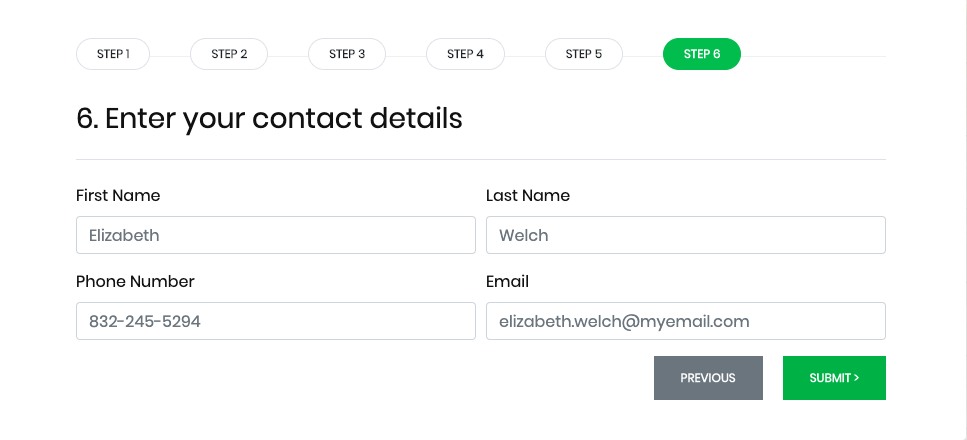 STEP 1 STEP 2 STEP 3 STEP 4 STEP 5 STEP 6
6. Enter your contact details
First Name Last Name
Elizabeth Welch
Phone Number Email
832-245-5294 elizabeth.welch@myemail.com
PREVIOUS SUBMIT >